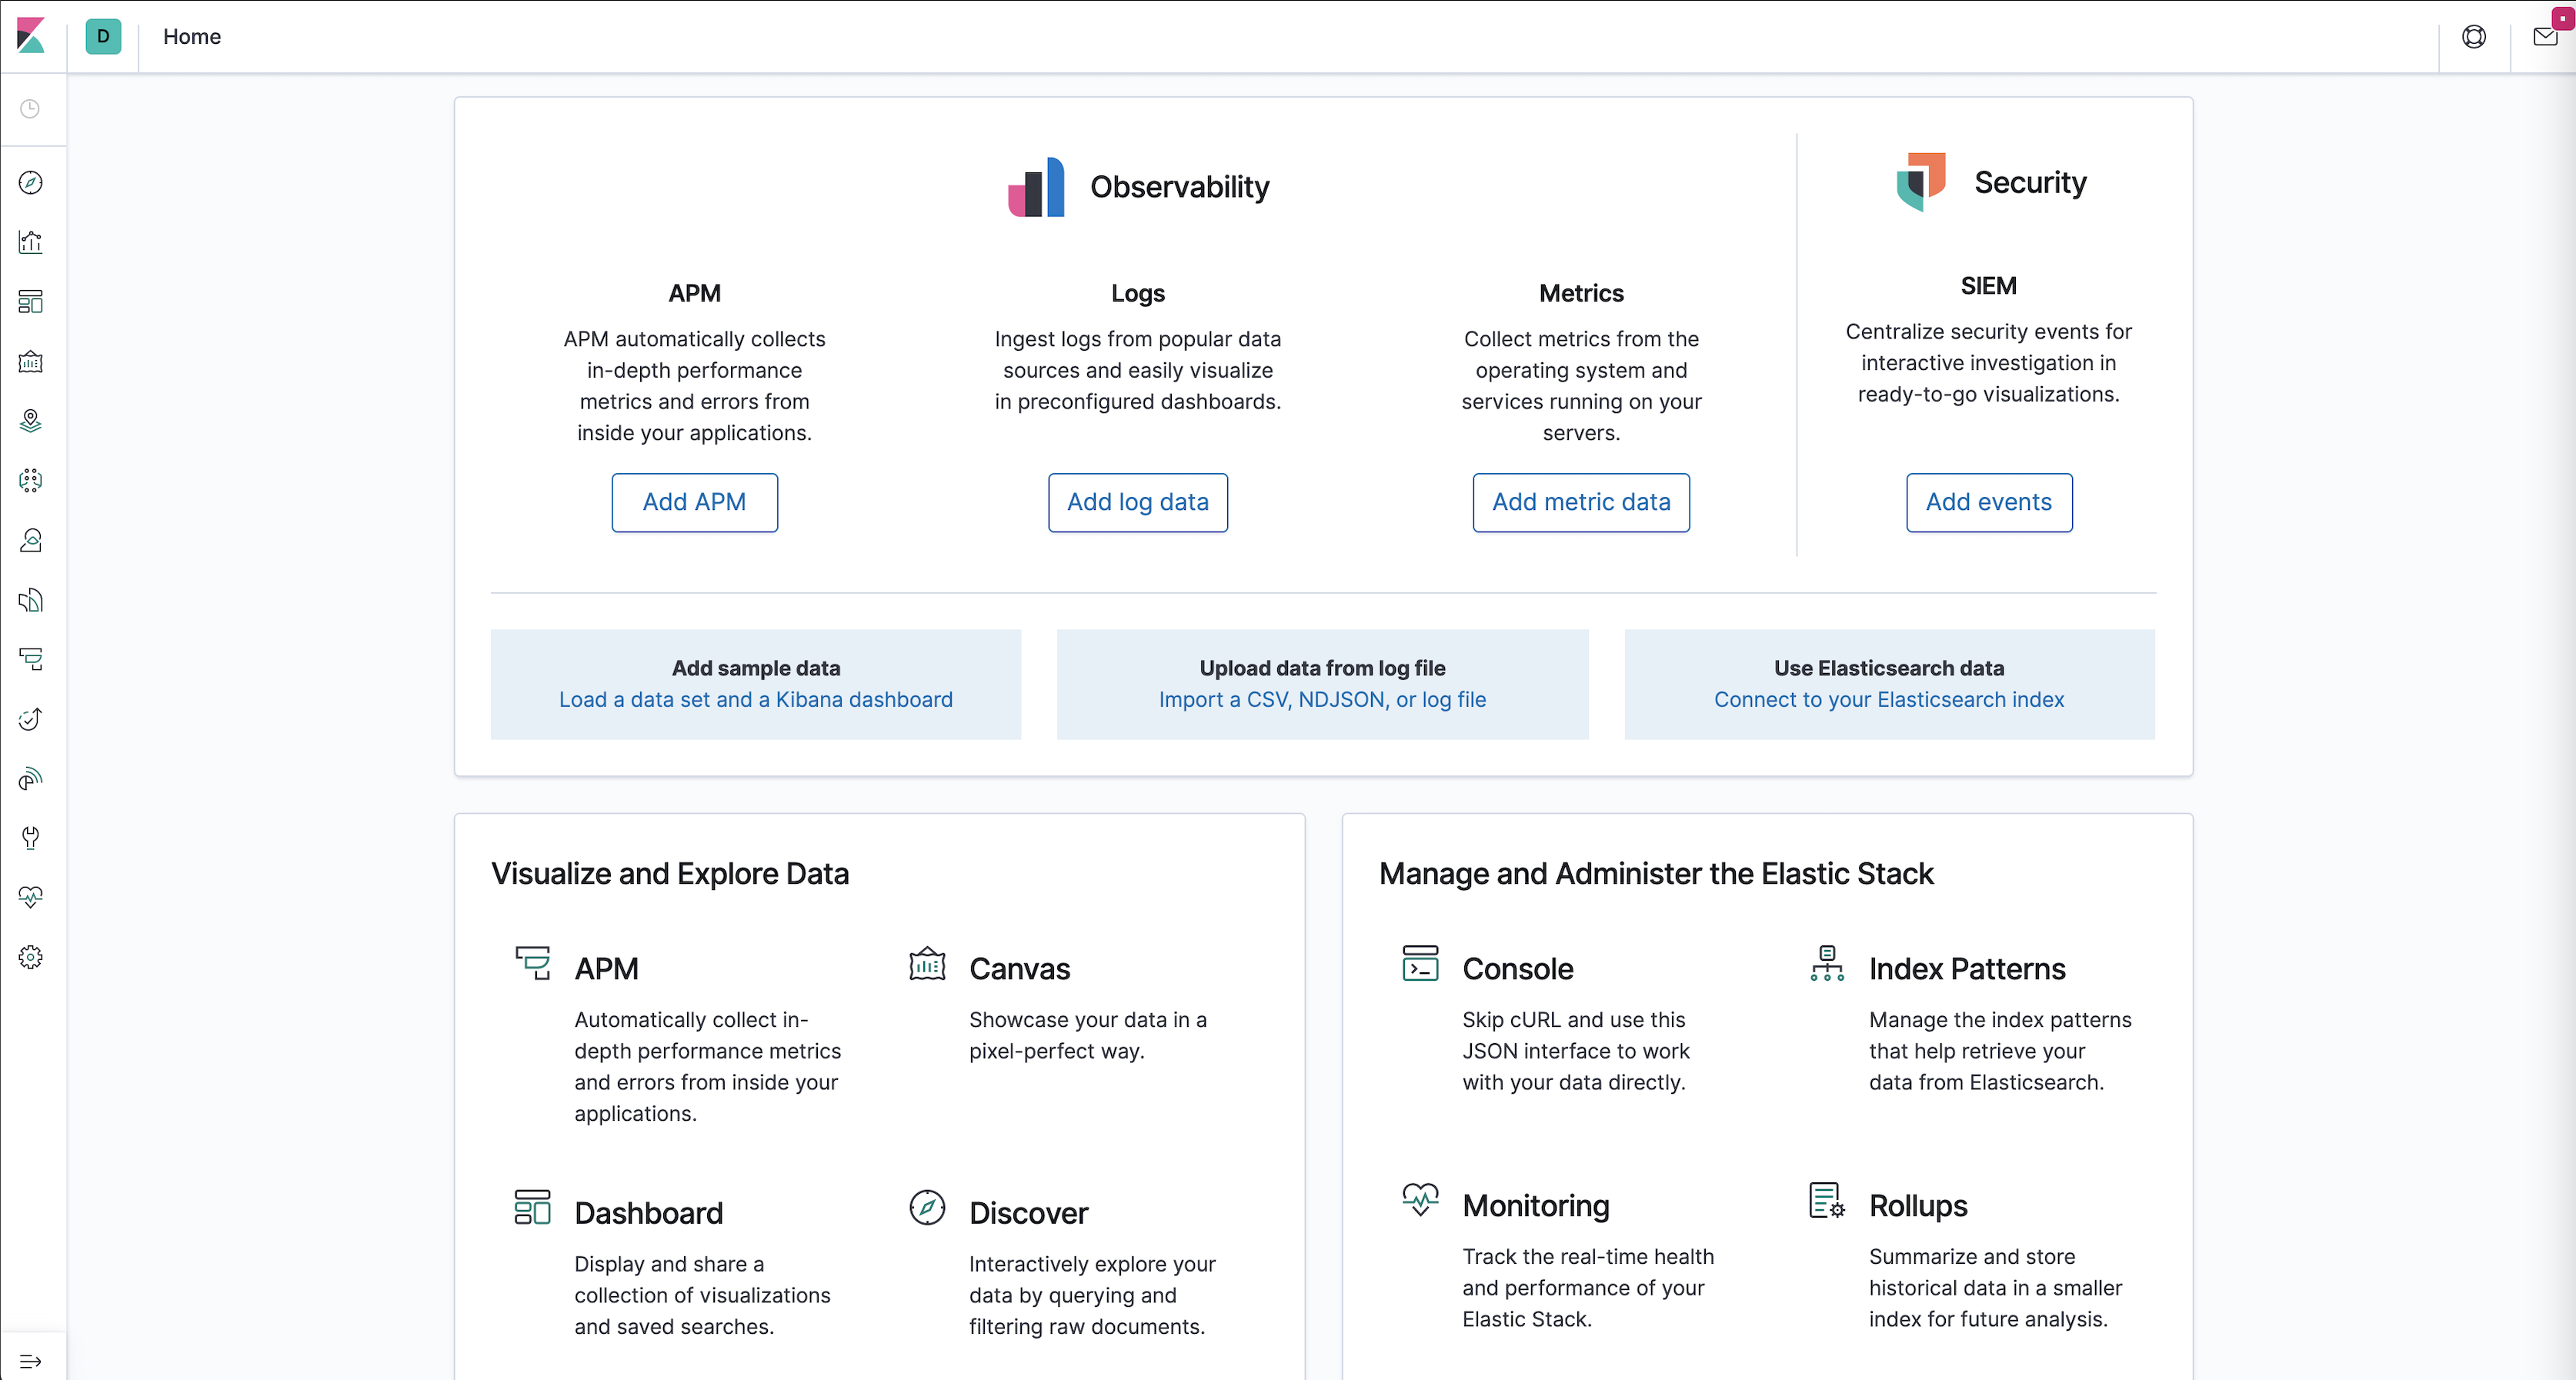 D
Home
Observability
Security
APM
APM automatically collects
in-depth performance
metrics and errors from
inside your applications.
Add APM
Logs
Ingest logs from popular data
sources and easily visualize
in preconfigured dashboards.
Add log data
Metrics
Collect metrics from the
operating system and
services running on your
servers.
Add metric data
SIEM
Centralize security events for
interactive investigation in
ready-to-go visualizations.
Add events
Add sample data
Load a data set and a Kibana dashboard
Upload data from log file
Import a CSV, NDJSON, or log file
Use Elasticsearch data
Connect to your Elasticsearch index
Visualize and Explore Data
APM
Automatically collect in-
depth performance metrics
and errors from inside your
applications.
Canvas
Showcase your data in a
pixel-perfect way.
Dashboard
Display and share a
collection of visualizations
and saved searches.
Discover
Interactively explore your
data by querying and
filtering raw documents.
Manage and Administer the Elastic Stack
Console
Skip cURL and use this
JSON interface to work
with your data directly.
Index Patterns
Manage the index patterns
that help retrieve your
data from Elasticsearch.
Monitoring
Track the real-time health
and performance of your
Elastic Stack.
Rollups
Summarize and store
historical data in a smaller
index for future analysis.